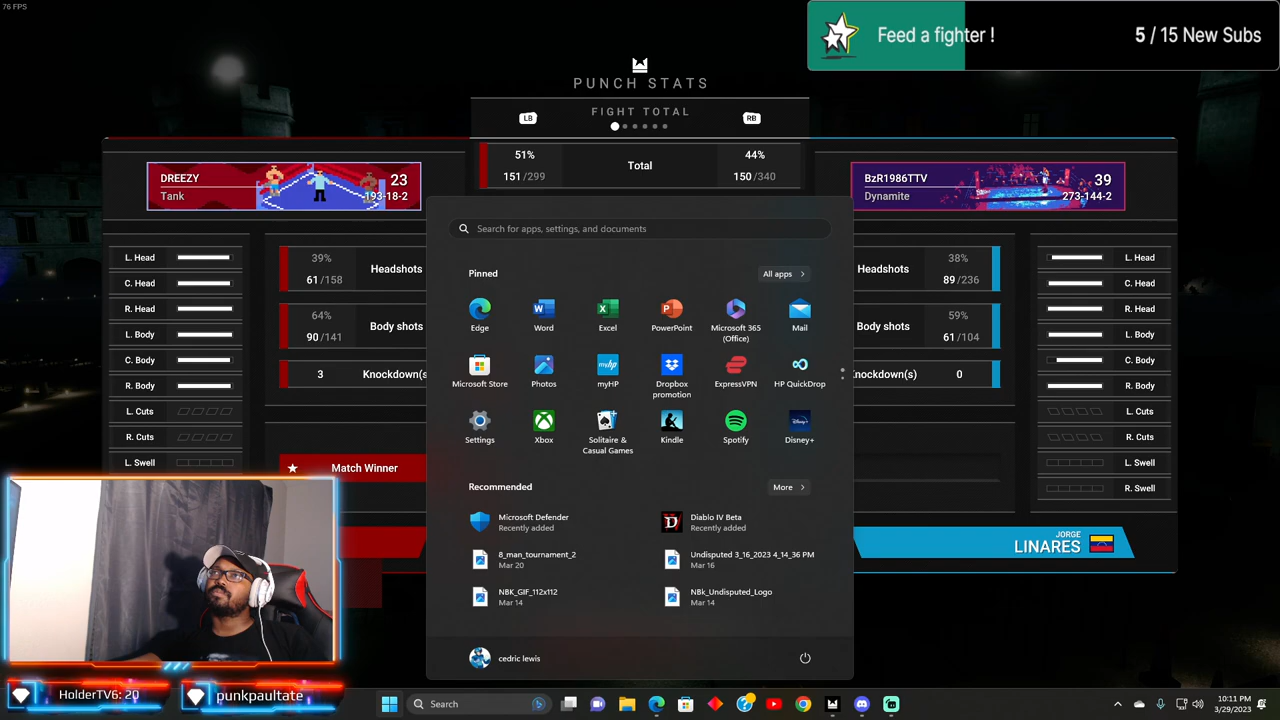 76 FPS
Feed a fighter !
5 / 15 New Subs
PUNCH STATS
LB
FIGHT TOTAL
RB
51%
151/299
Total
44%
150/340
DREEZY
Tank
23
193-18-2
BzR1986TTV
Dynamite
39
273-144-2
L. Head
C. Head
R. Head
L. Body
C. Body
R. Body
L. Cuts
R. Cuts
L. Swell
39%
61/158
Headshots
64%
90/141
Body shots
3
Knockdown(s
Match Winner
Search for apps, settings, and documents
Pinned
All apps
Edge
Word
Excel
PowerPoint
Microsoft 365
(Office)
Mail
Microsoft Store
Photos
myHP
Dropbox
promotion
ExpressVPN
HP QuickDrop
Settings
Xbox
Solitaire &
Casual Games
Kindle
Spotify
Disney+
Recommended
More
Microsoft Defender
Recently added
Diablo IV Beta
Recently added
8_man_tournament_2
Mar 20
Undisputed 3_16_2023 4_14_36 PM
Mar 16
NBK_GIF_112x112
Mar 14
NBk_Undisputed_Logo
Mar 14
cedric lewis
Headshots
38%
89/236
Body shots
59%
61/104
nockdown(s)
0
L. Head
C. Head
R. Head
L. Body
C. Body
R. Body
L. Cuts
R. Cuts
L. Swell
R. Swell
JORGE
LINARES
HolderTV6: 20
punkpaultate
Search
10:11 PM
3/29/2023